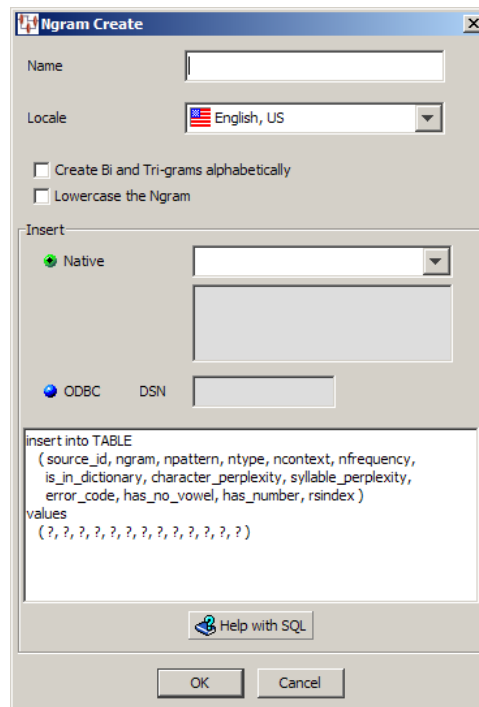 Ngram Create
Name
Locale English, US
Create Bi and Tri-grams alphabetically
Lowercase the Ngram
Insert
Native
ODBC DSN
insert into TABLE
( source_id, ngram, npattern, ntype, ncontext, nfrequency,
is_in_dictionary, character_perplexity, syllable_perplexity,
error_code, has_no_vowel, has_number, rsindex )
values
( ?, ?, ?, ?, ?, ?, ?, ?, ?, ?, ?, ?, ? )
Help with SQL
OK Cancel